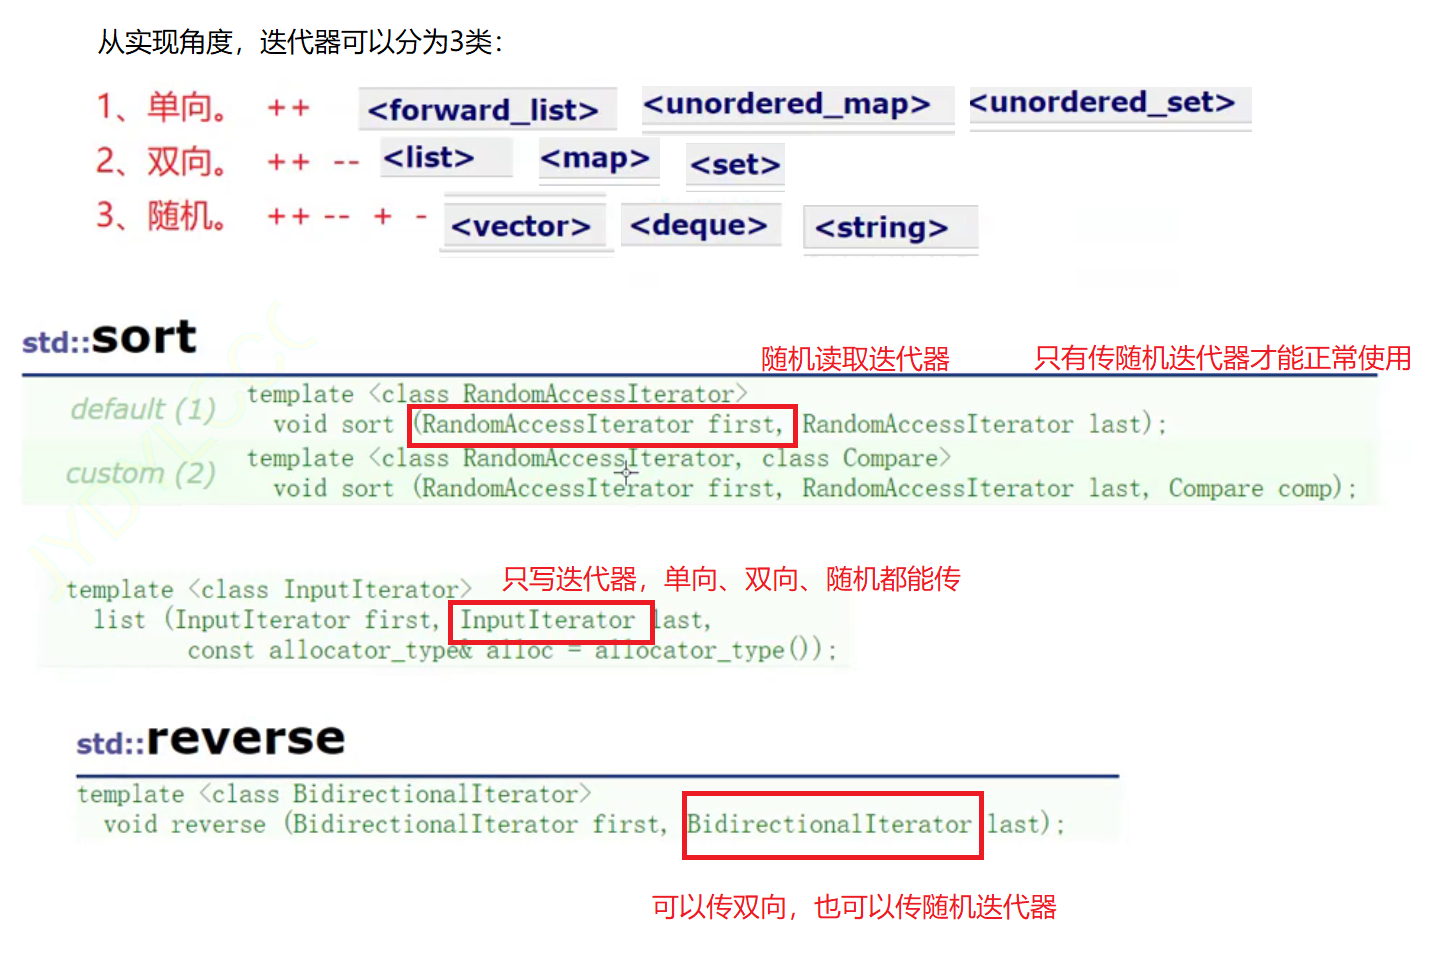 从实现角度，迭代器可以分为3类：
1、单向。 ++ <forward_list> <unordered_map> <unordered_set>
2、双向。 ++ -- <list> <map> <set>
3、随机。 ++ -- + - <vector> <deque> <string>
std::sort
随机读取迭代器 只有传随机迭代器才能正常使用
default (1) template <class RandomAccessIterator>
void sort (RandomAccessIterator first, RandomAccessIterator last);
custom (2) template <class RandomAccessIterator, class Compare>
void sort (RandomAccessIterator first, RandomAccessIterator last, Compare comp);
只写迭代器，单向、双向、随机都能传
template <class InputIterator>
list (InputIterator first, InputIterator last,
const allocator_type& alloc = allocator_type());
std::reverse
template <class BidirectionalIterator>
void reverse (BidirectionalIterator first, BidirectionalIterator last);
可以传双向，也可以传随机迭代器